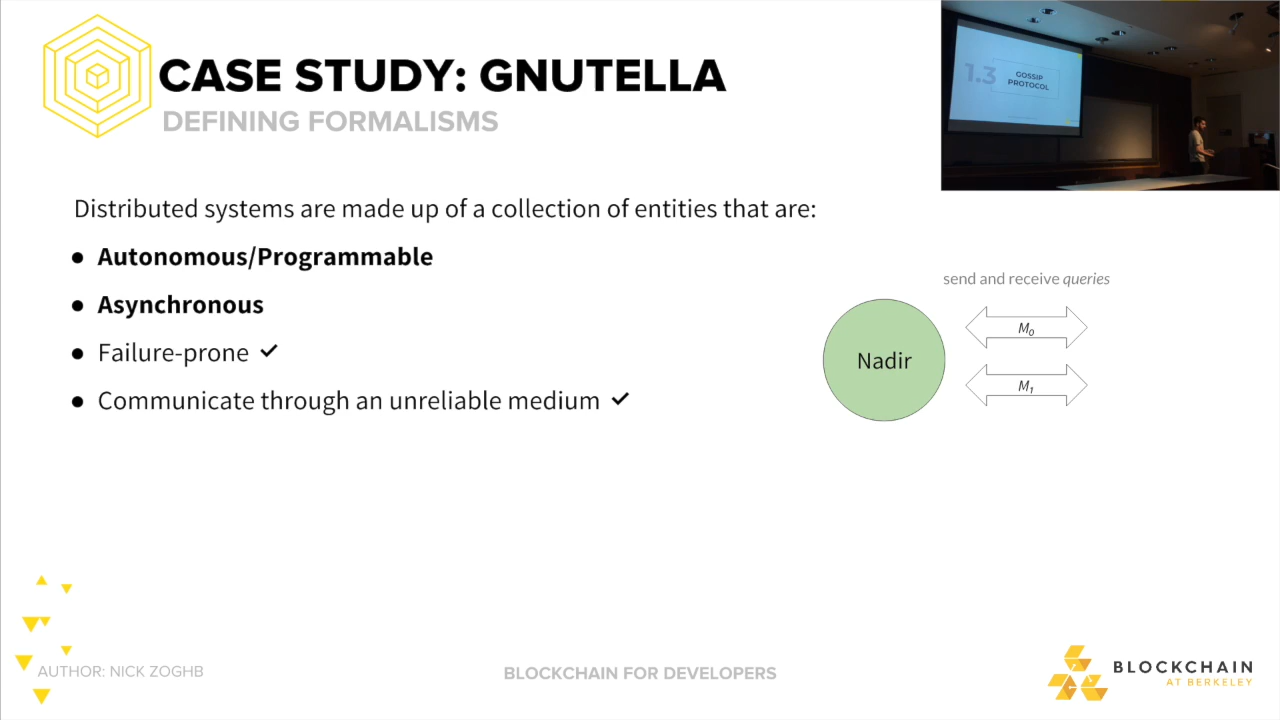 CASE STUDY: GNUTELLA
DEFINING FORMALISMS
1.3
GOSSIP
PROTOCOL
Distributed systems are made up of a collection of entities that are:
● Autonomous/Programmable
● Asynchronous
● Failure-prone ✓
● Communicate through an unreliable medium ✓
send and receive queries
Nadir
M₀
M₁
AUTHOR: NICK ZOGHB
BLOCKCHAIN FOR DEVELOPERS
BLOCKCHAIN
AT BERKELEY